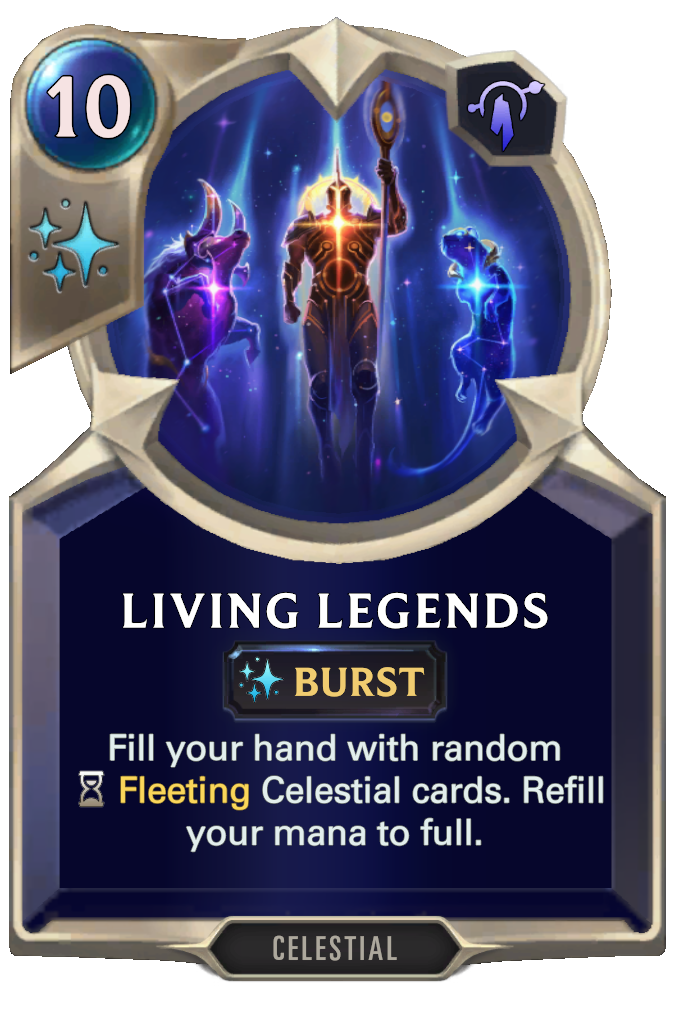 10
LIVING LEGENDS
BURST
Fill your hand with random
Fleeting Celestial cards. Refill
your mana to full.
CELESTIAL